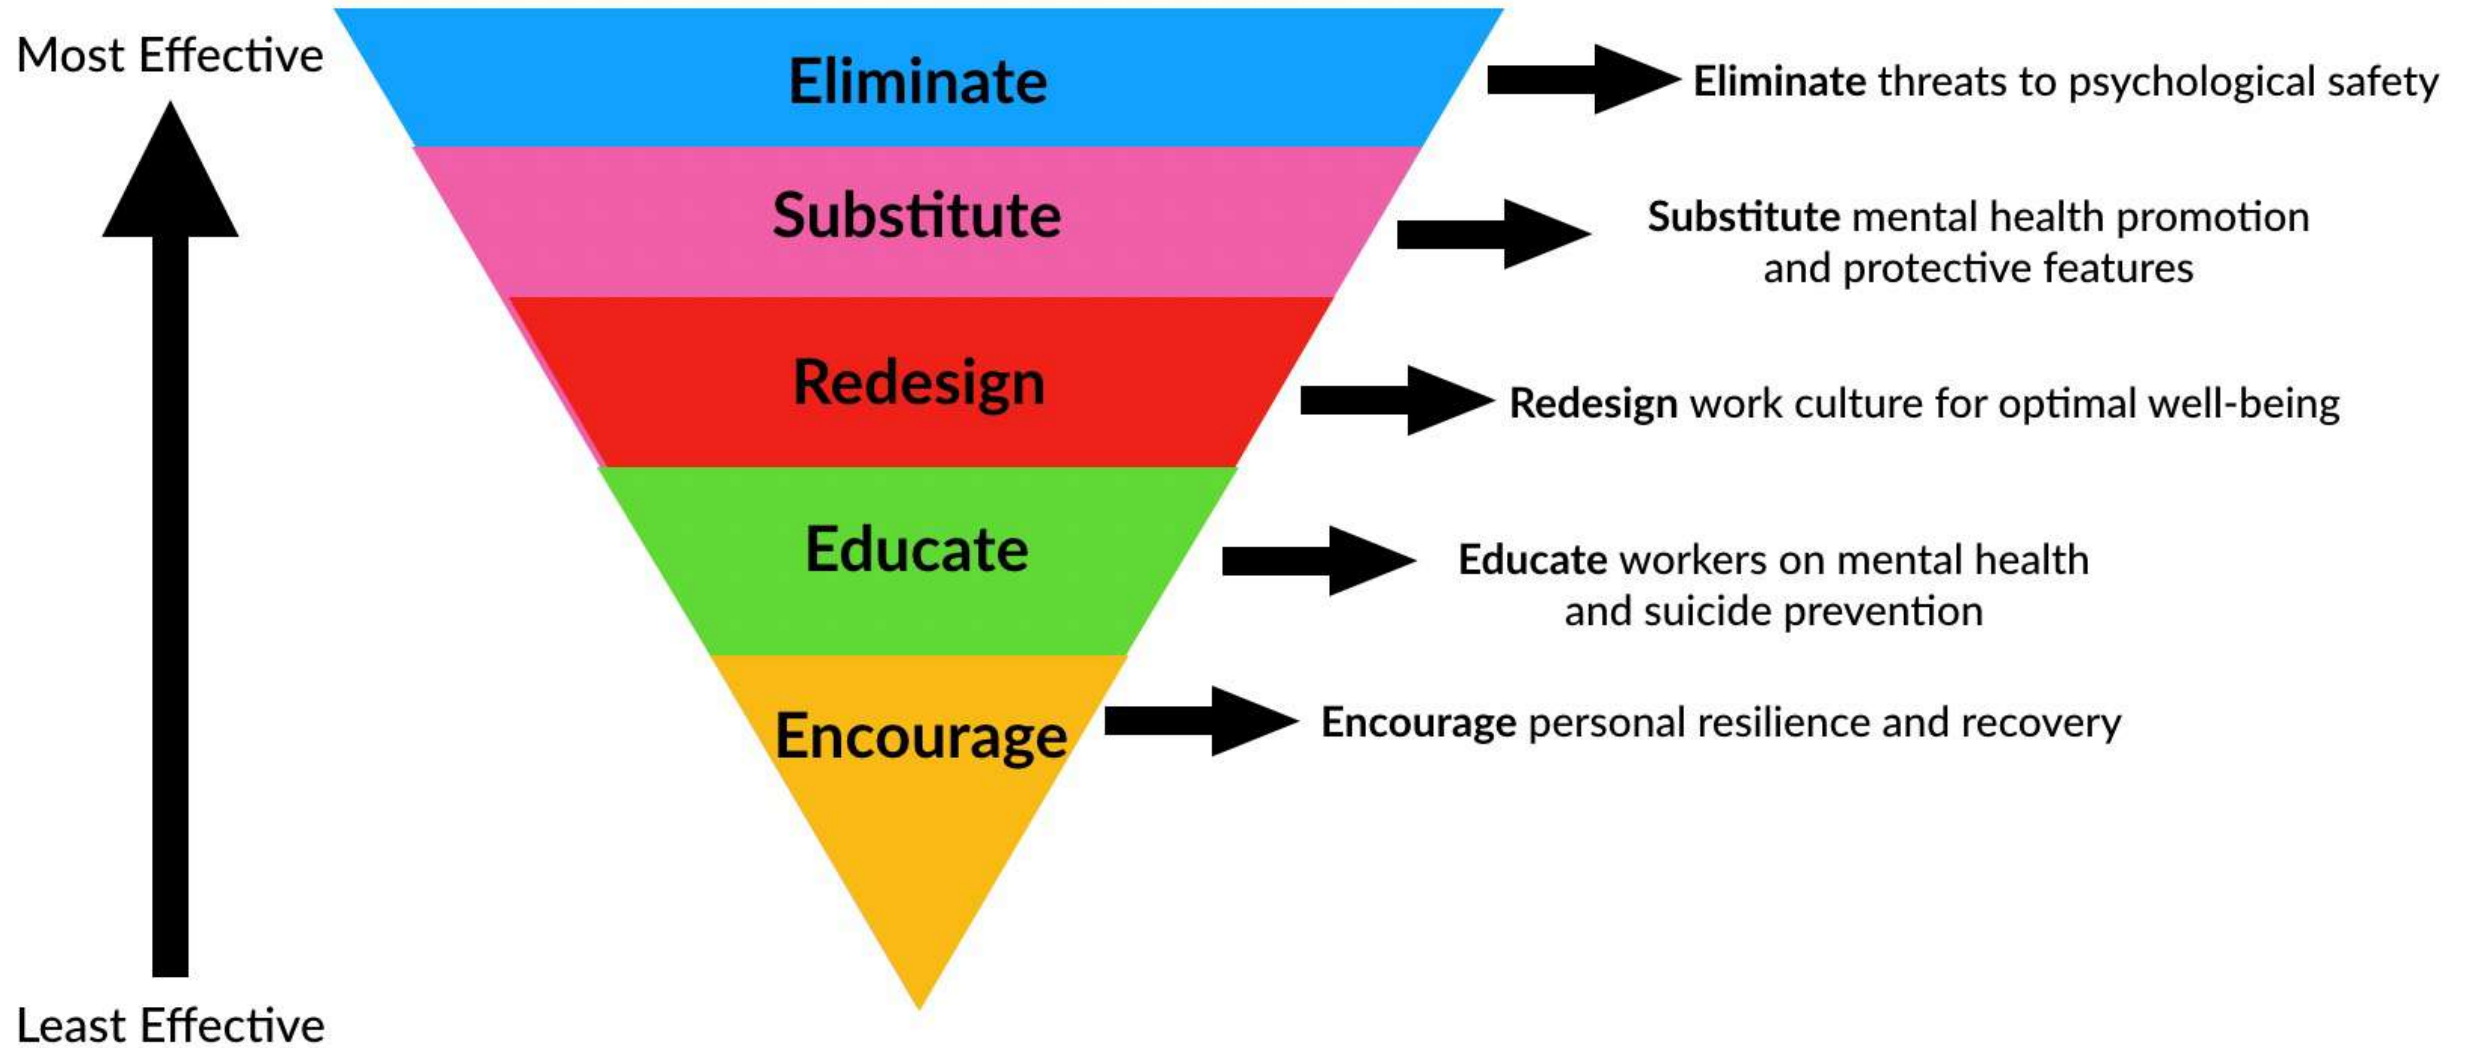 Most Effective
Eliminate
Eliminate threats to psychological safety
Substitute
Substitute mental health promotion
and protective features
Redesign
Redesign work culture for optimal well-being
Educate
Educate workers on mental health
and suicide prevention
Encourage
Encourage personal resilience and recovery
Least Effective